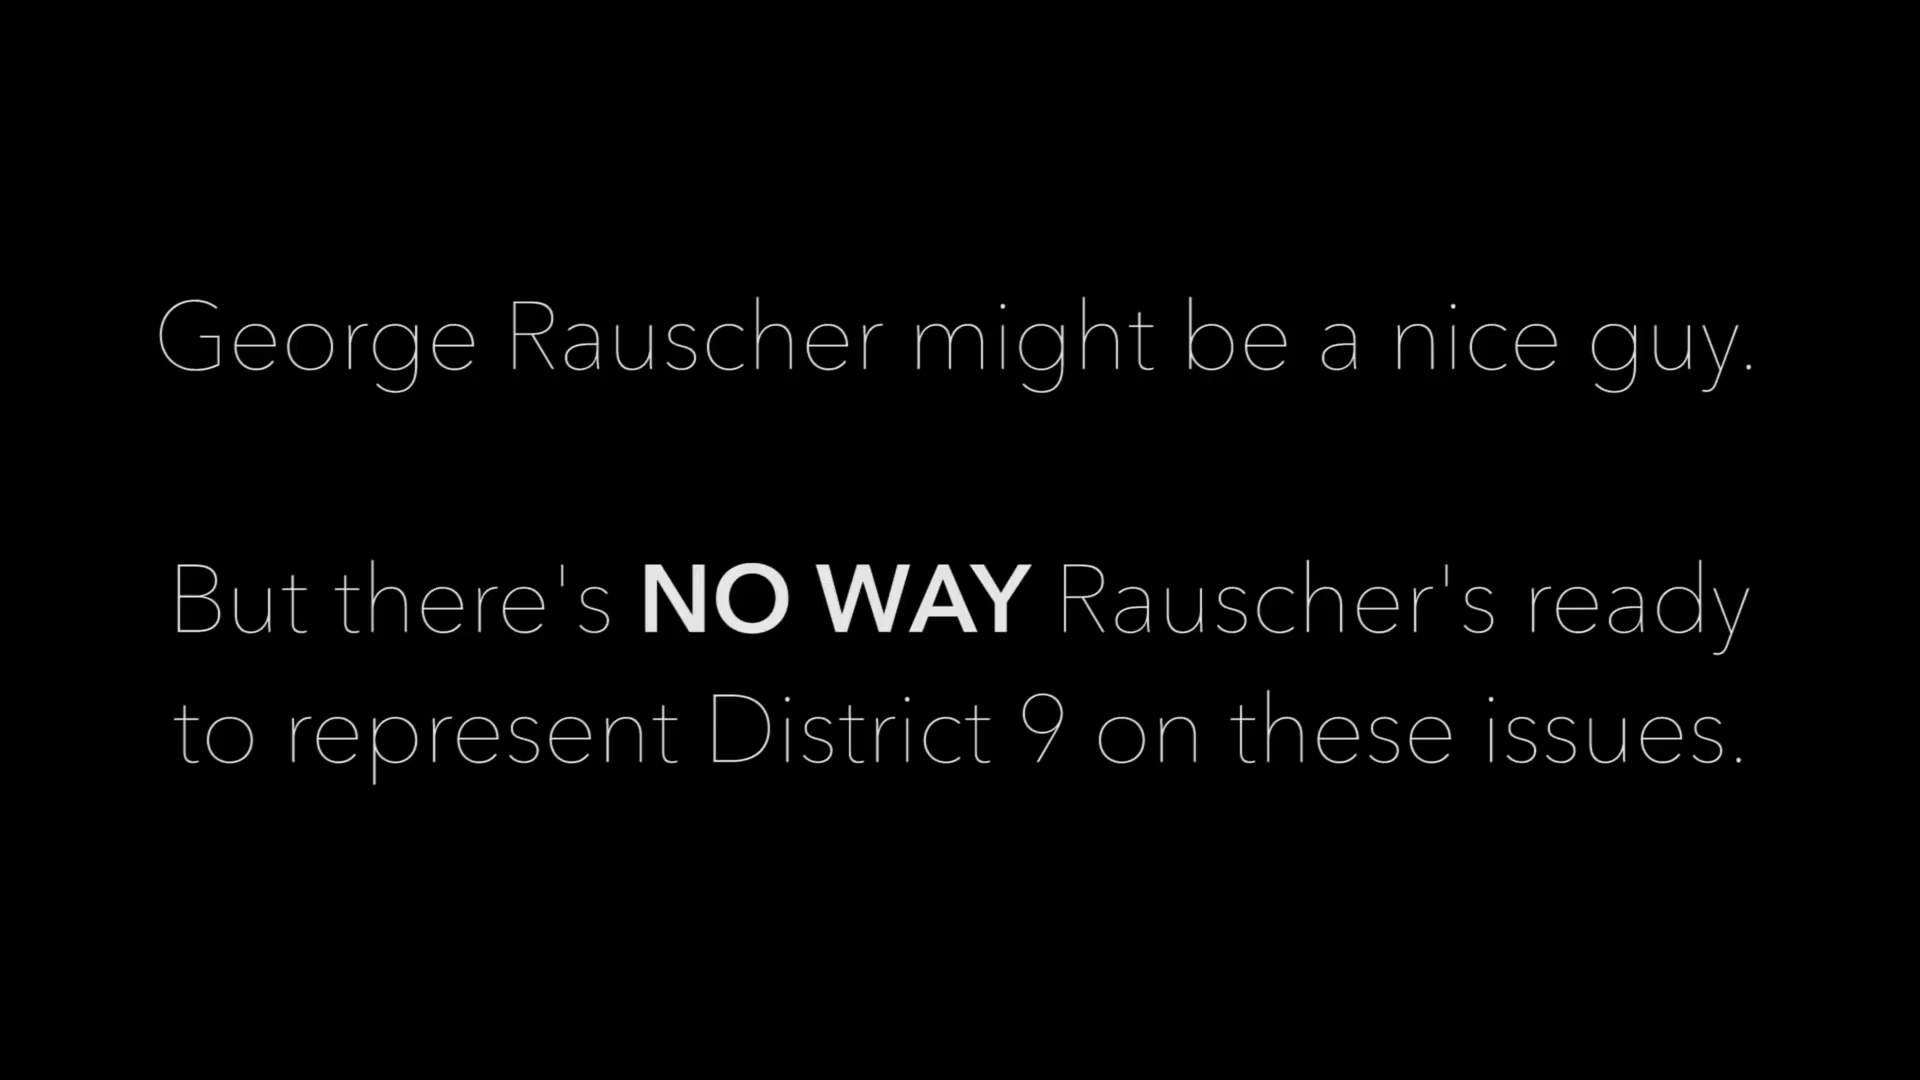 George Rauscher might be a nice guy.
But there's NO WAY Rauscher's ready
to represent District 9 on these issues.